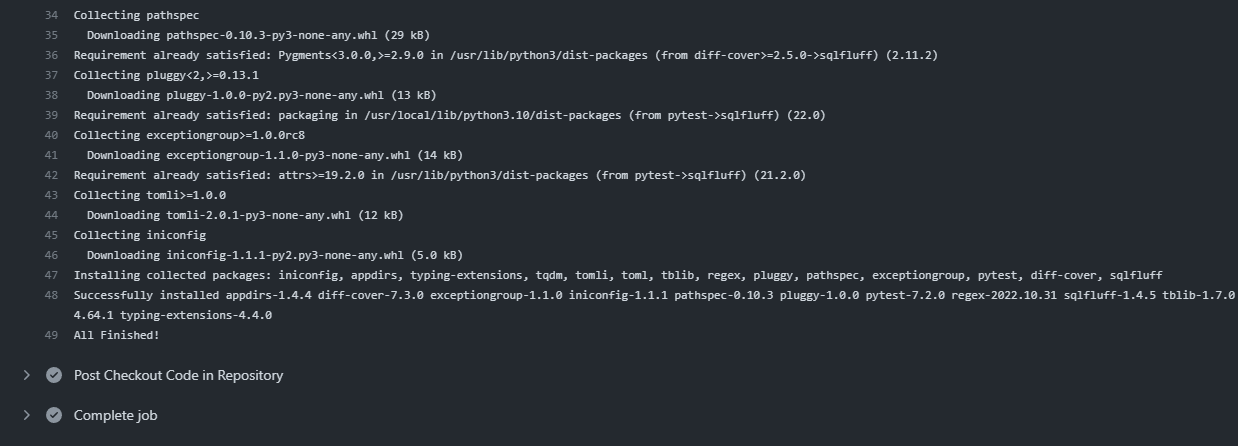 34 Collecting pathspec
35 Downloading pathspec-0.10.3-py3-none-any.whl (29 kB)
36 Requirement already satisfied: Pygments<3.0.0,>=2.9.0 in /usr/lib/python3/dist-packages (from diff-cover>=2.5.0->sqlfluff) (2.11.2)
37 Collecting pluggy<2,>=0.13.1
38 Downloading pluggy-1.0.0-py2.py3-none-any.whl (13 kB)
39 Requirement already satisfied: packaging in /usr/local/lib/python3.10/dist-packages (from pytest->sqlfluff) (22.0)
40 Collecting exceptiongroup>=1.0.0rc8
41 Downloading exceptiongroup-1.1.0-py3-none-any.whl (14 kB)
42 Requirement already satisfied: attrs>=19.2.0 in /usr/lib/python3/dist-packages (from pytest->sqlfluff) (21.2.0)
43 Collecting tomli>=1.0.0
44 Downloading tomli-2.0.1-py3-none-any.whl (12 kB)
45 Collecting iniconfig
46 Downloading iniconfig-1.1.1-py2.py3-none-any.whl (5.0 kB)
47 Installing collected packages: iniconfig, appdirs, typing-extensions, tqdm, tomli, toml, tblib, regex, pluggy, pathspec, exceptiongroup, pytest, diff-cover, sqlfluff
48 Successfully installed appdirs-1.4.4 diff-cover-7.3.0 exceptiongroup-1.1.0 iniconfig-1.1.1 pathspec-0.10.3 pluggy-1.0.0 pytest-7.2.0 regex-2022.10.31 sqlfluff-1.4.5 tblib-1.7.0
4.64.1 typing-extensions-4.4.0
49 All Finished!
Post Checkout Code in Repository
Complete job